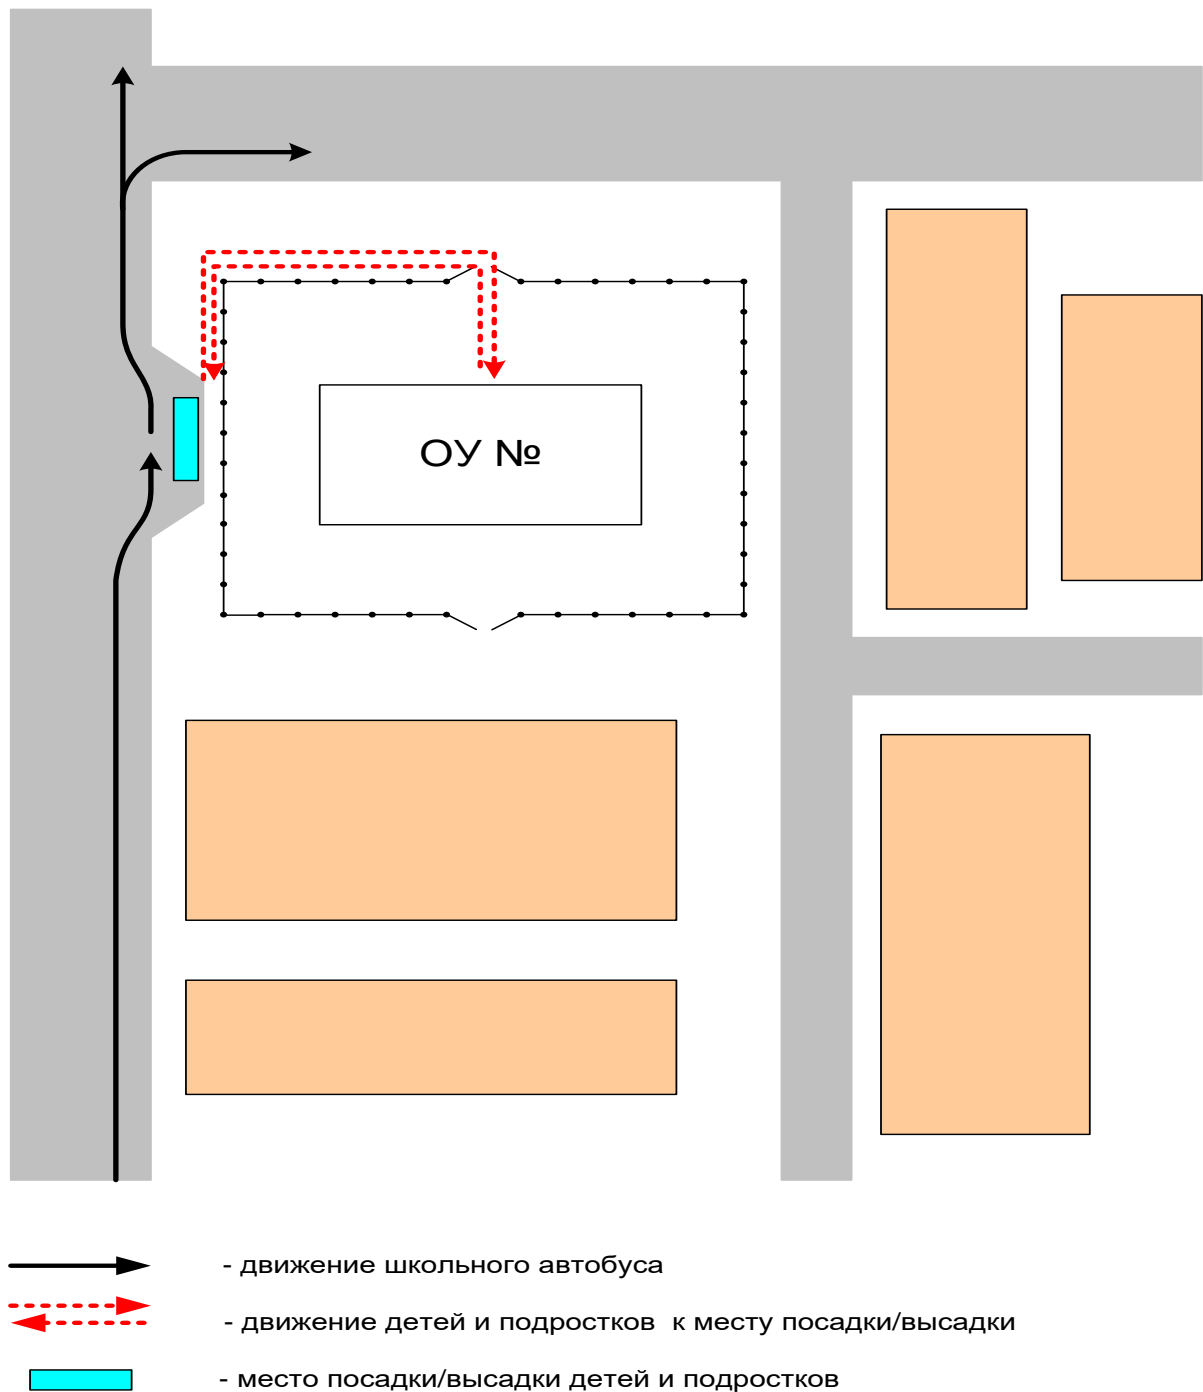 ОУ №
- движение школьного автобуса
- движение детей и подростков к месту посадки/высадки
- место посадки/высадки детей и подростков